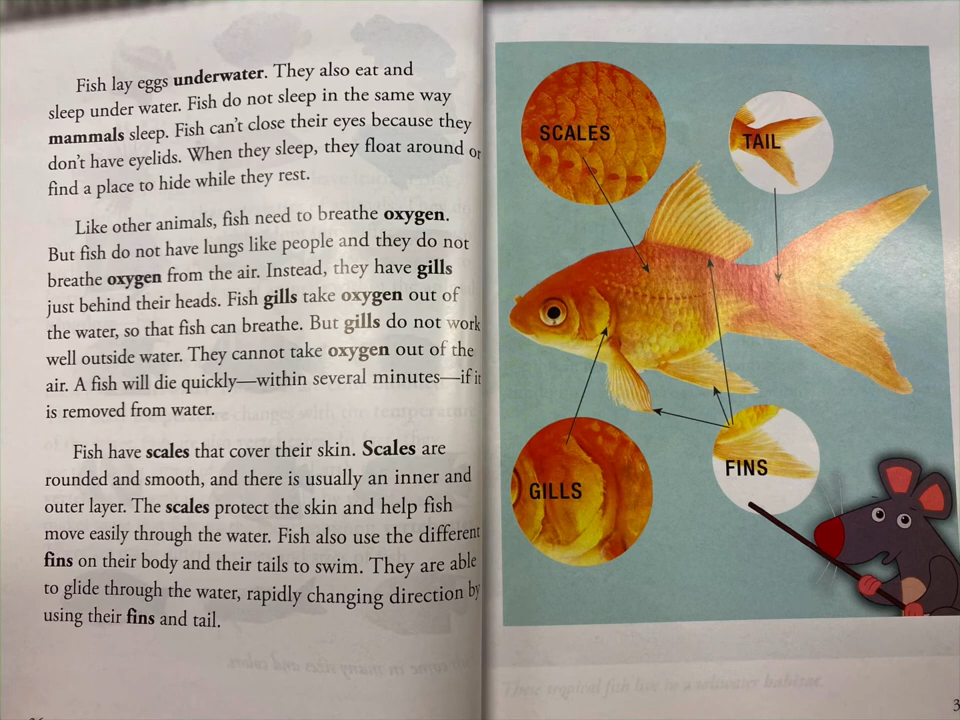 Fish lay eggs underwater. They also eat and
sleep under water. Fish do not sleep in the same way
mammals sleep. Fish can't close their eyes because they
don't have eyelids. When they sleep, they float around or
find a place to hide while they rest.
Like other animals, fish need to breathe oxygen.
But fish do not have lungs like people and they do not
breathe oxygen from the air. Instead, they have gills
just behind their heads. Fish gills take oxygen out of
the water, so that fish can breathe. But gills do not work
well outside water. They cannot take oxygen out of the
air. A fish will die quickly—within several minutes—if it
is removed from water.
Fish have scales that cover their skin. Scales are
rounded and smooth, and there is usually an inner and
outer layer. The scales protect the skin and help fish
move easily through the water. Fish also use the different
fins on their body and their tails to swim. They are able
to glide through the water, rapidly changing direction by
using their fins and tail.
SCALES
TAIL
GILLS
FINS
These tropical fish live in a saltwater habitat.
3